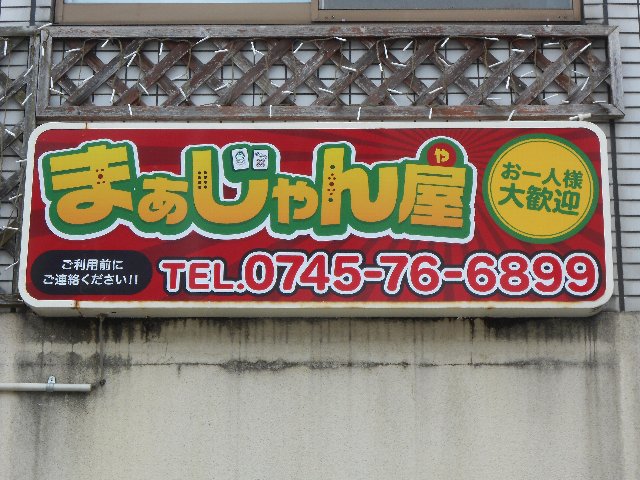 まぁじゃん屋
や
お一人様
大歓迎
ご利用前に
ご連絡ください!!
TEL.0745-76-6899